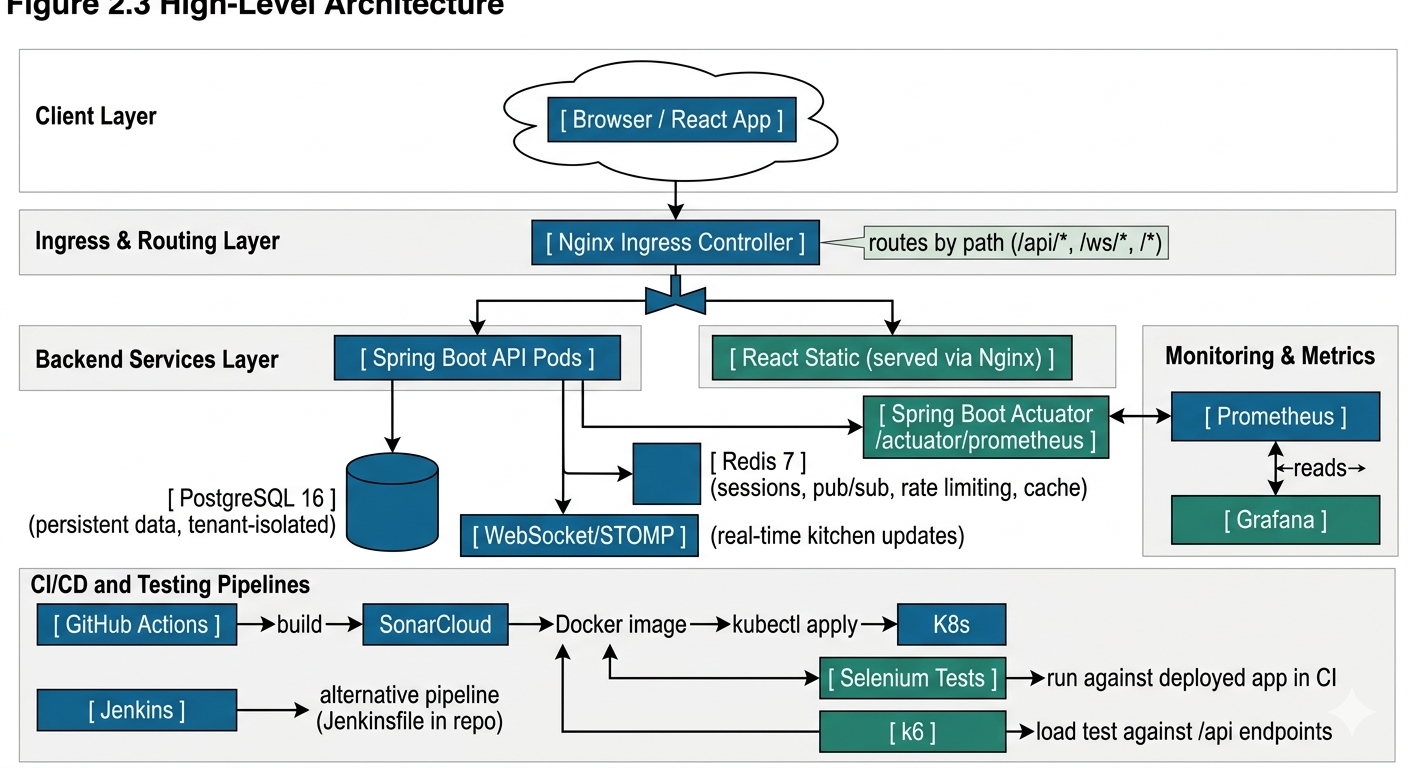 Figure 2.3 High-Level Architecture
Client Layer
[ Browser / React App ]
Ingress & Routing Layer
[ Nginx Ingress Controller ]
routes by path (/api/*, /ws/*, /*)
Backend Services Layer
[ Spring Boot API Pods ]
[ React Static (served via Nginx) ]
Monitoring & Metrics
[ Spring Boot Actuator
/actuator/prometheus ]
[ Prometheus ]
reads
[ Grafana ]
[ PostgreSQL 16 ]
(persistent data, tenant-isolated)
[ Redis 7 ]
(sessions, pub/sub, rate limiting, cache)
[ WebSocket/STOMP ]
(real-time kitchen updates)
CI/CD and Testing Pipelines
[ GitHub Actions ]
build
SonarCloud
Docker image
kubectl apply
K8s
[ Selenium Tests ]
run against deployed app in CI
[ Jenkins ]
alternative pipeline
(Jenkinsfile in repo)
[ k6 ]
load test against /api endpoints